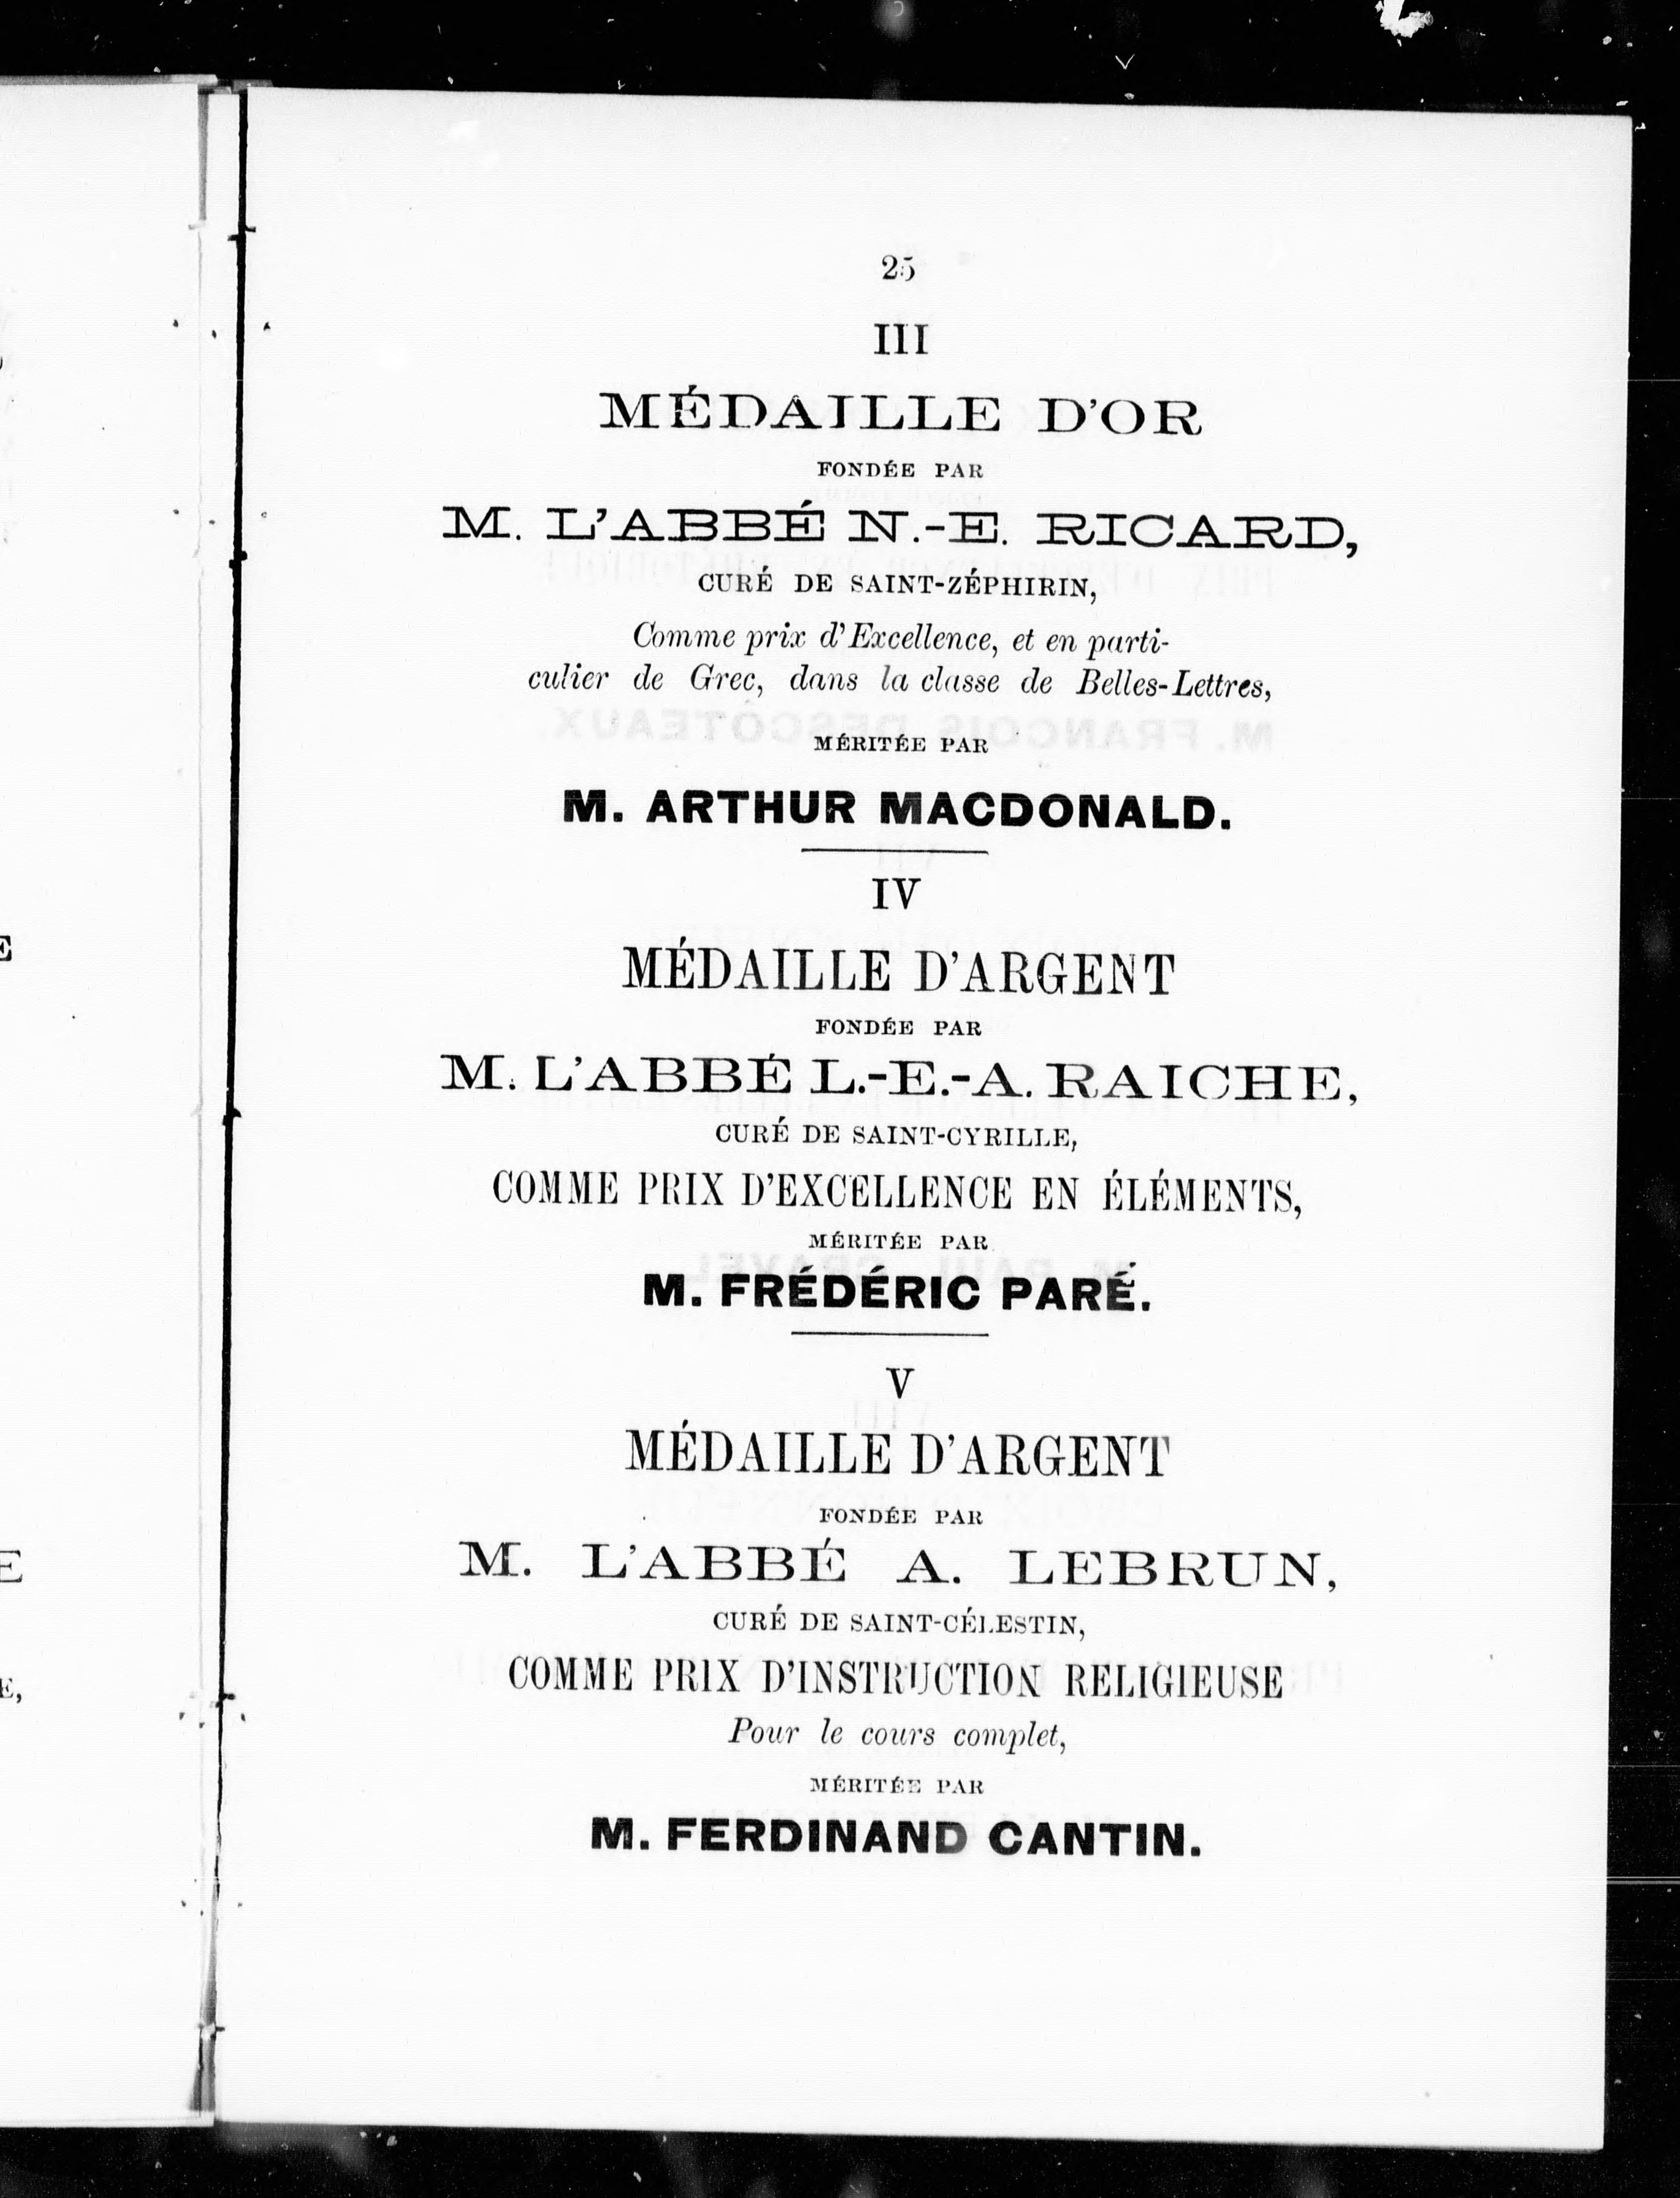 25
III
MÉDAILLE D'OR
FONDÉE PAR
M. L'ABBÉ N.-E. RICARD,
CURÉ DE SAINT-ZÉPHIRIN,
Comme prix d'Excellence, et en parti-
culier de Grec, dans la classe de Belles-Lettres,
MÉRITÉE PAR
M. ARTHUR MACDONALD.
IV
MÉDAILLE D'ARGENT
FONDÉE PAR
M. L'ABBÉ L.-E.-A. RAICHE,
CURÉ DE SAINT-CYRILLE,
COMME PRIX D'EXCELLENCE EN ÉLÉMENTS,
MÉRITÉE PAR
M. FRÉDÉRIC PARÉ.
V
MÉDAILLE D'ARGENT
FONDÉE PAR
M. L'ABBÉ A. LEBRUN,
CURÉ DE SAINT-CÉLESTIN,
COMME PRIX D'INSTRUCTION RELIGIEUSE
Pour le cours complet,
MÉRITÉE PAR
M. FERDINAND CANTIN.